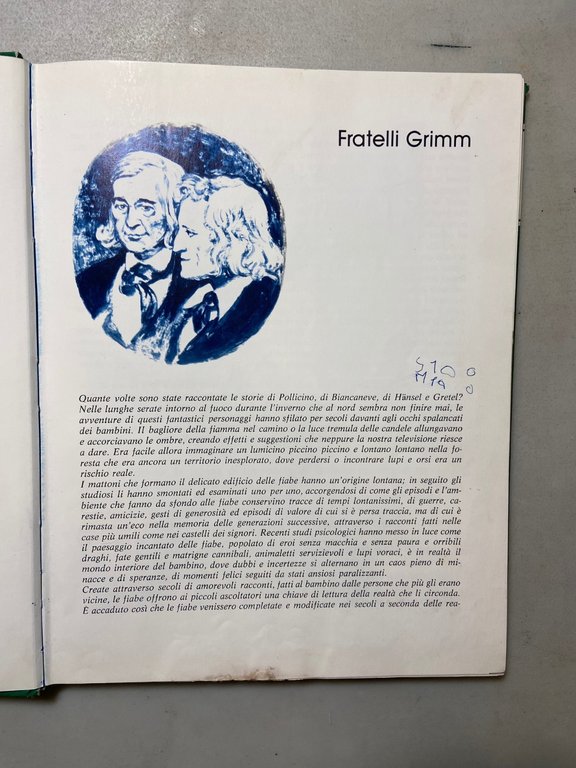 Fratelli Grimm
Quante volte sono state raccontate le storie di Pollicino, di Biancaneve, di Hänsel e Gretel?
Nelle lunghe serate intorno al fuoco durante l'inverno che al nord sembra non finire mai, le
avventure di questi fantastici personaggi hanno sfilato per secoli davanti agli occhi spalancati
dei bambini. Il bagliore della fiamma nel camino o la luce tremula delle candele allungavano
e accorciavano le ombre, creando effetti e suggestioni che neppure la nostra televisione riesce
a dare. Era facile allora immaginare un lumicino piccino piccino e lontano lontano nella fo-
resta che era ancora un territorio inesplorato, dove perdersi o incontrare lupi e orsi era un
rischio reale.
I mattoni che formano il delicato edificio delle fiabe hanno un'origine lontana; in seguito gli
studiosi li hanno smontati ed esaminati uno per uno, accorgendosi di come gli episodi e l'am-
biente che fanno da sfondo alle fiabe conservino tracce di tempi lontanissimi, di guerre, ca-
restie, amicizie, gesti di generosità ed episodi di valore di cui si è persa traccia, ma di cui è
rimasta un'eco nella memoria delle generazioni successive, attraverso i racconti fatti nelle
case più umili come nei castelli dei signori. Recenti studi psicologici hanno messo in luce come
il paesaggio incantato delle fiabe, popolato di eroi senza macchia e senza paura e orribili
draghi, fate gentili e matrigne cannibali, animaletti servizievoli e lupi voraci, è in realtà il
mondo interiore del bambino, dove dubbi e incertezze si alternano in un caos pieno di mi-
nacce e di speranze, di momenti felici seguiti da stati ansiosi paralizzanti.
Create attraverso secoli di amorevoli racconti, fatti al bambino dalle persone che più gli erano
vicine, le fiabe offrono ai piccoli ascoltatori una chiave di lettura della realtà che li circonda.
È accaduto così che le fiabe venissero completate e modificate nei secoli a seconda delle rea-